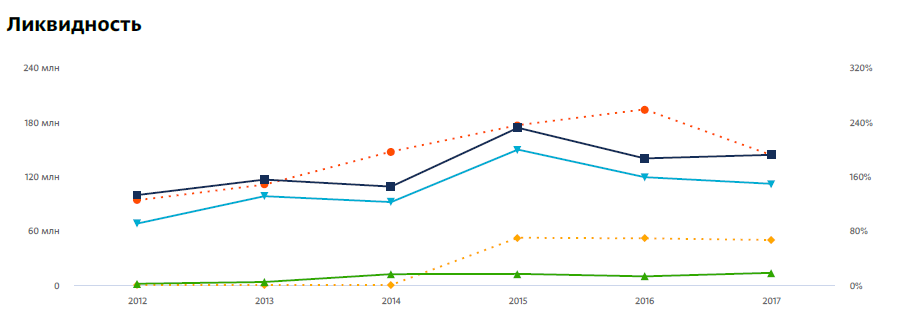 Ликвидность
240 млн 320%
180 млн 240%
120 млн 160%
60 млн 80%
0 0%
2012 2013 2014 2015 2016 2017